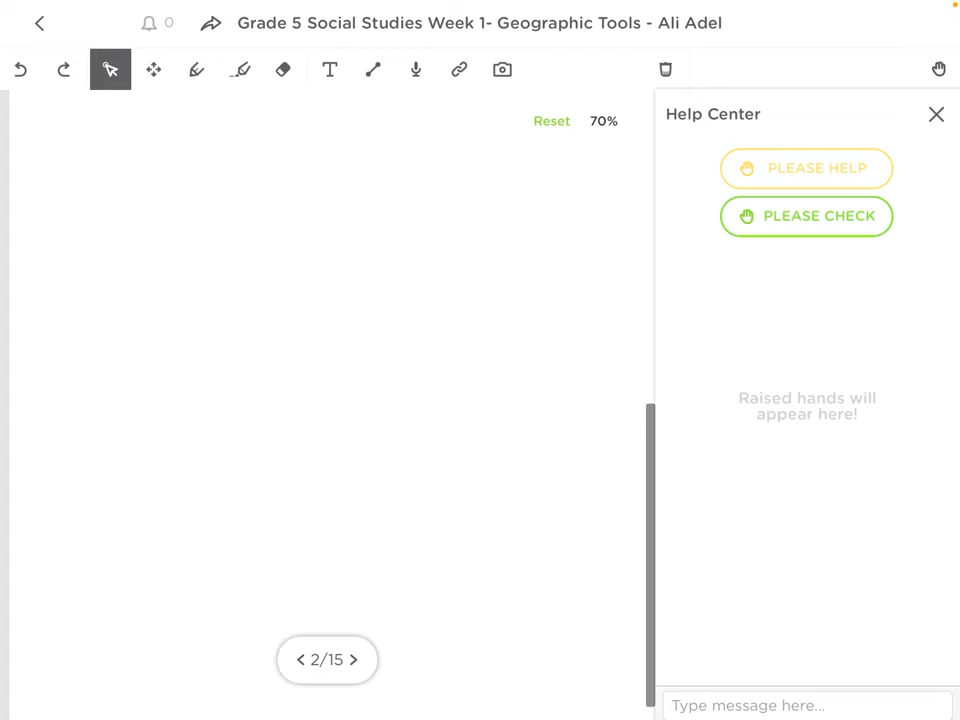 0
Grade 5 Social Studies Week 1- Geographic Tools - Ali Adel
T
Reset 70%
Help Center
PLEASE HELP
PLEASE CHECK
Raised hands will
appear here!
< 2/15 >
Type message here...